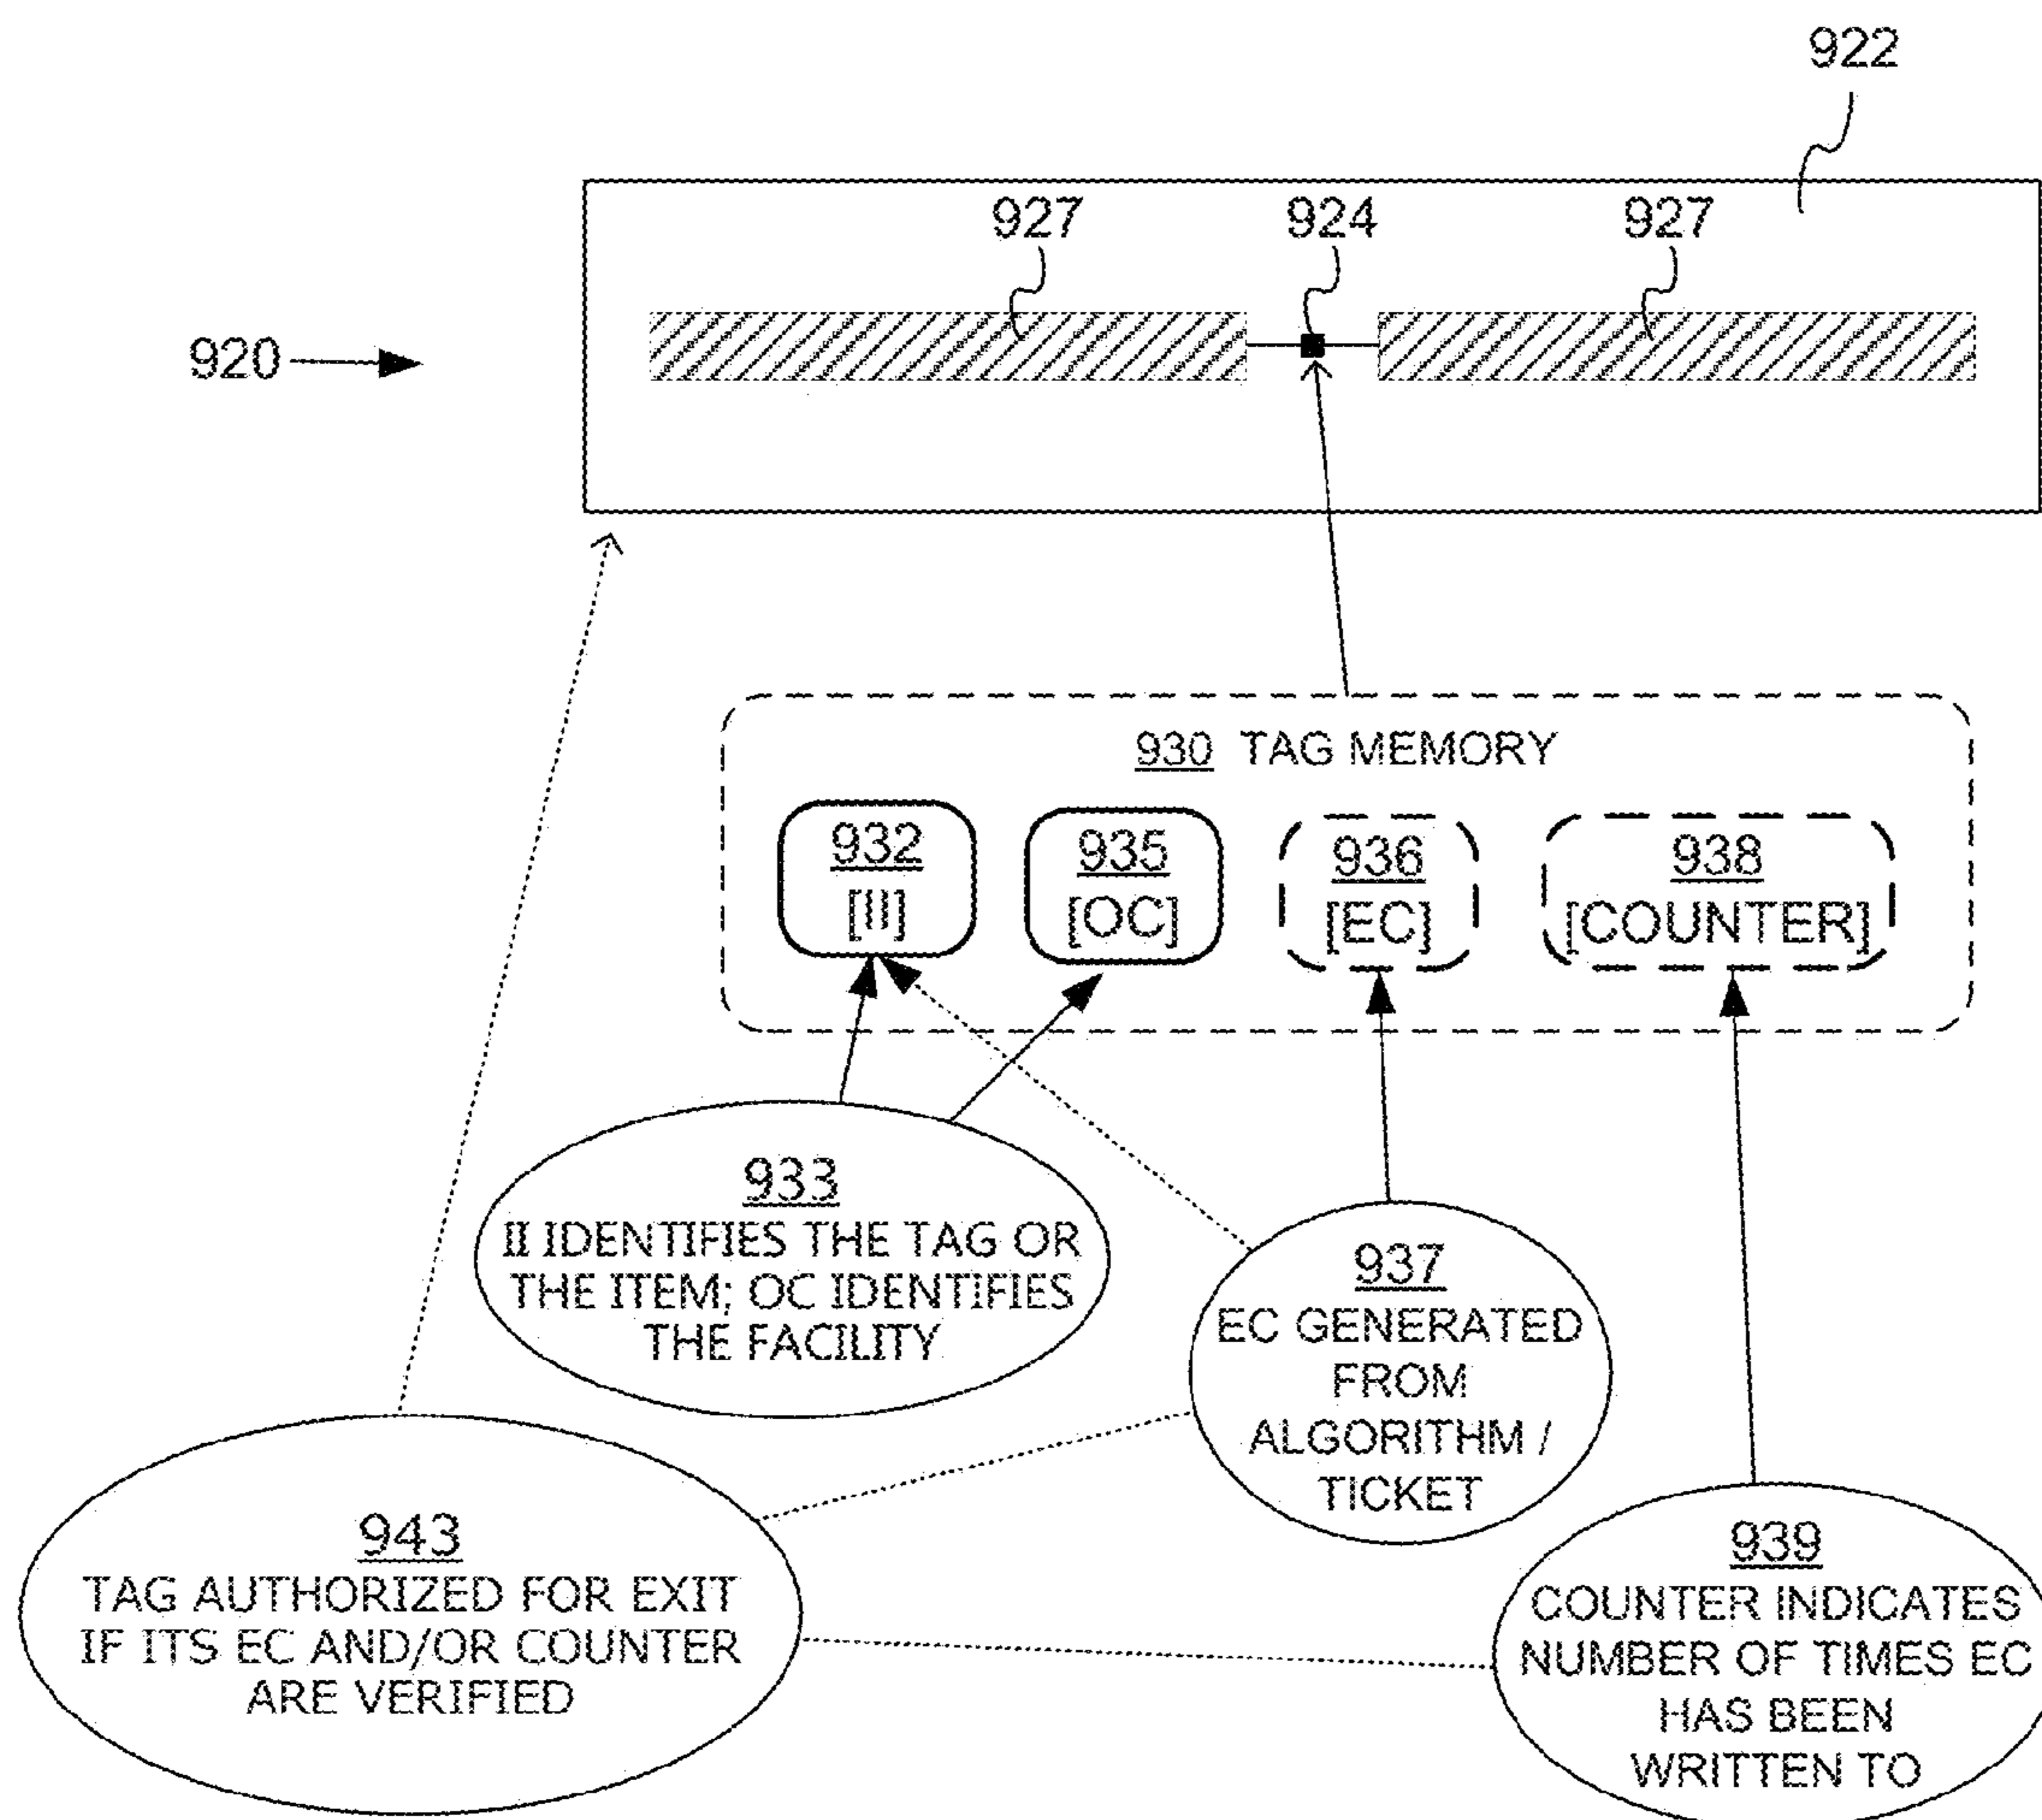 922
927
924
927
920
930 TAG MEMORY
932
[II]
935
[OC]
936
[EC]
938
[COUNTER]
933
II IDENTIFIES THE TAG OR
THE ITEM; OC IDENTIFIES
THE FACILITY
937
EC GENERATED
FROM
ALGORITHM /
TICKET
943
TAG AUTHORIZED FOR EXIT
IF ITS EC AND/OR COUNTER
ARE VERIFIED
939
COUNTER INDICATES
NUMBER OF TIMES EC
HAS BEEN
WRITTEN TO